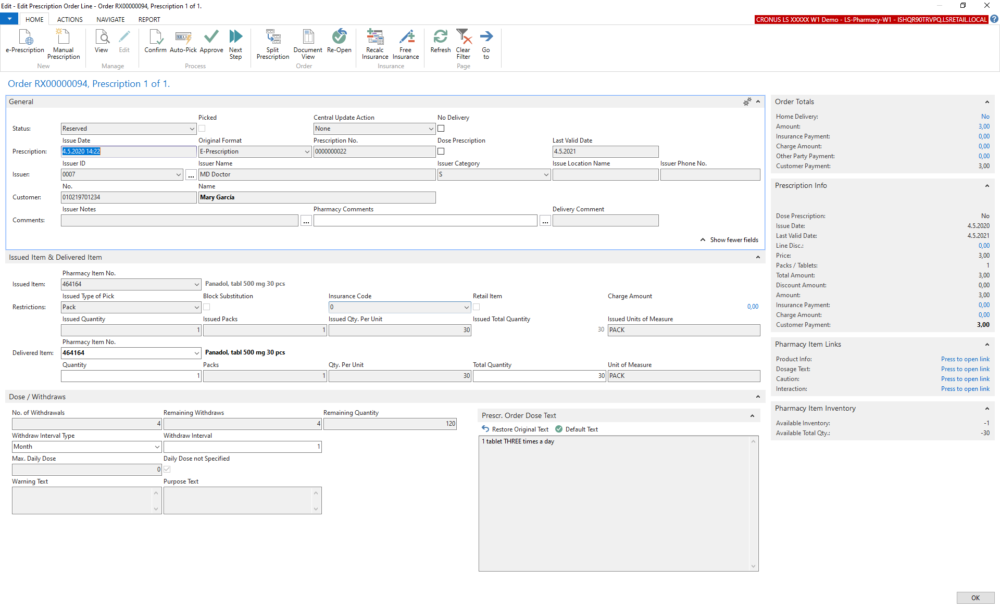 Edit - Edit Prescription Order Line - Order RX00000094, Prescription 1 of 1.
HOME ACTIONS NAVIGATE REPORT
CRONUS LS XXXXX W1 Demo - LS-Pharmacy-W1 - ISHQR90TRVPQ.LSRETAIL.LOCAL
e-Prescription
Manual Prescription
New
View
Edit
Manage
Confirm
Auto-Pick
Approve
Next Step
Process
Split Prescription
Document View
Re-Open
Order
Recalc Insurance
Free Insurance
Insurance
Refresh
Clear Filter
Go to
Page
Order RX00000094, Prescription 1 of 1.
General
Picked Central Update Action No Delivery
Status: Reserved None
Issue Date Original Format Prescription No. Dose Prescription Last Valid Date
Prescription: 4.5.2020 14:22 E-Prescription 0000000022 4.5.2021
Issuer ID Issuer Name Issuer Category Issue Location Name Issuer Phone No.
Issuer: 0007 ... MD Doctor S
No. Name
Customer: 010219701234 Mary García
Issuer Notes Pharmacy Comments Delivery Comment
Comments: ... ...
Show fewer fields
Issued Item & Delivered Item
Pharmacy Item No.
Issued Item: 464164 Panadol, tabl 500 mg 30 pcs
Issued Type of Pick Block Substitution Insurance Code Retail Item Charge Amount
Restrictions: Pack 0 0,00
Issued Quantity Issued Packs Issued Qty. Per Unit Issued Total Quantity Issued Units of Measure
1 1 30 30 PACK
Pharmacy Item No.
Delivered Item: 464164 Panadol, tabl 500 mg 30 pcs
Quantity Packs Qty. Per Unit Total Quantity Unit of Measure
1 1 30 30 PACK
Dose / Withdraws
No. of Withdrawals Remaining Withdraws Remaining Quantity
4 4 120
Withdraw Interval Type Withdraw Interval
Month 1
Max. Daily Dose Daily Dose not Specified
0
Warning Text Purpose Text
Prescr. Order Dose Text
Restore Original Text Default Text
1 tablet THREE times a day
Order Totals
Home Delivery: No
Amount: 3,00
Insurance Payment: 0,00
Charge Amount: 0,00
Other Party Payment: 0,00
Customer Payment: 3,00
Prescription Info
Dose Prescription: No
Issue Date: 4.5.2020
Last Valid Date: 4.5.2021
Line Disc.: 0,00
Price: 3,00
Packs / Tablets: 1
Total Amount: 3,00
Discount Amount: 0,00
Amount: 3,00
Insurance Payment: 0,00
Charge Amount: 0,00
Customer Payment: 3,00
Pharmacy Item Links
Product Info: Press to open link
Dosage Text: Press to open link
Caution: Press to open link
Interaction: Press to open link
Pharmacy Item Inventory
Available Inventory: -1
Available Total Qty.: -30
OK